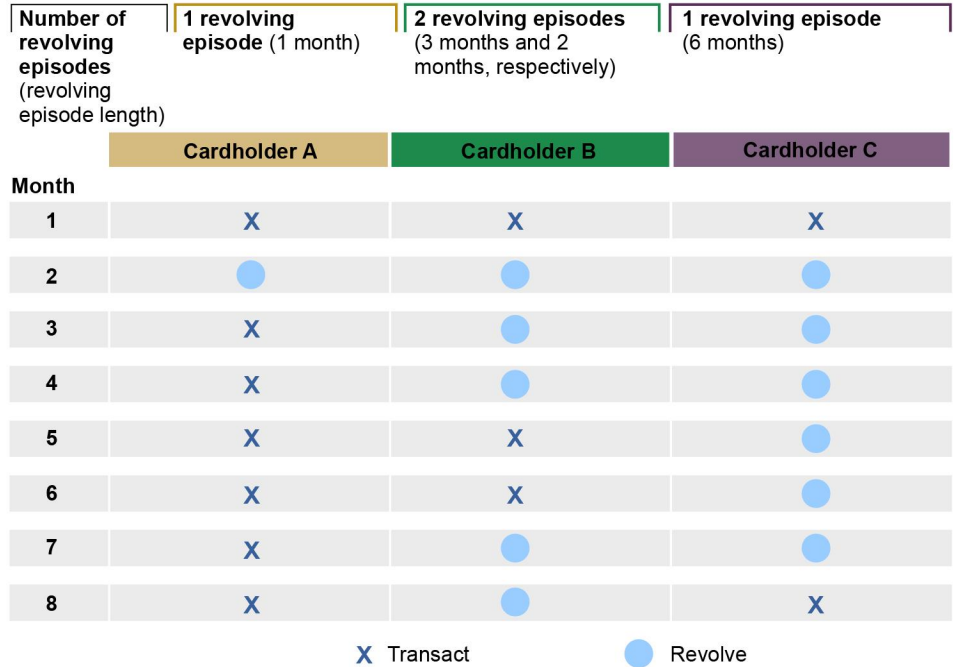 Number of
revolving
episodes
(revolving
episode length)
1 revolving
episode (1 month)
2 revolving episodes
(3 months and 2
months, respectively)
1 revolving episode
(6 months)
Cardholder A Cardholder B Cardholder C
Month
1 X X X
2
3 X
4 X
5 X X
6 X X
7 X
8 X X
X Transact Revolve